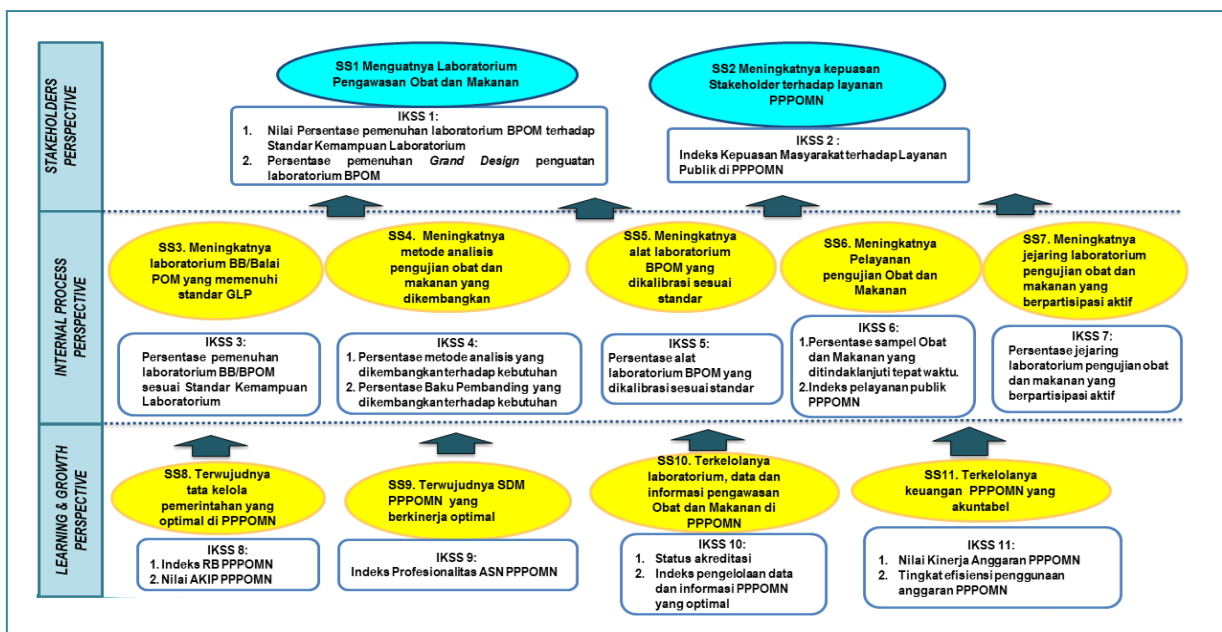 STAKEHOLDERS
PERSPECTIVE
SS1 Menguatnya Laboratorium
Pengawasan Obat dan Makanan
IKSS 1:
1. Nilai Persentase pemenuhan laboratorium BPOM terhadap
Standar Kemampuan Laboratorium
2. Persentase pemenuhan Grand Design penguatan
laboratorium BPOM
SS2 Meningkatnya kepuasan
Stakeholder terhadap layanan
PPPOMN
IKSS 2 :
Indeks Kepuasan Masyarakat terhadap Layanan
Publik di PPPOMN
INTERNAL PROCESS
PERSPECTIVE
SS3. Meningkatnya
laboratorium BB/Balai
POM yang memenuhi
standar GLP
IKSS 3:
Persentase pemenuhan
laboratorium BB/BPOM
sesuai Standar Kemampuan
Laboratorium
SS4. Meningkatnya
metode analisis
pengujian obat dan
makanan yang
dikembangkan
IKSS 4:
1. Persentase metode analisis yang
dikembangkan terhadap kebutuhan
2. Persentase Baku Pembanding yang
dikembangkan terhadap kebutuhan
SS5. Meningkatnya
alat laboratorium
BPOM yang
dikalibrasi sesuai
standar
IKSS 5:
Persentase alat
laboratorium BPOM yang
dikalibrasi sesuai standar
SS6. Meningkatnya
Pelayanan
pengujian Obat dan
Makanan
IKSS 6:
1.Persentase sampel Obat
dan Makanan yang
ditindaklanjuti tepat waktu.
2.Indeks pelayanan publik
PPPOMN
SS7. Meningkatnya
jejaring laboratorium
pengujian obat dan
makanan yang
berpartisipasi aktif
IKSS 7:
Persentase jejaring
laboratorium pengujian obat
dan makanan yang
berpartisipasi aktif
LEARNING & GROWTH
PERSPECTIVE
SS8. Terwujudnya
tata kelola
pemerintahan yang
optimal di PPPOMN
IKSS 8:
1. Indeks RB PPPOMN
2. Nilai AKIP PPPOMN
SS9. Terwujudnya SDM
PPPOMN yang
berkinerja optimal
IKSS 9:
Indeks Profesionalitas ASN PPPOMN
SS10. Terkelolanya
laboratorium, data dan
informasi pengawasan
Obat dan Makanan di
PPPOMN
IKSS 10:
1. Status akreditasi
2. Indeks pengelolaan data
dan informasi PPPOMN
yang optimal
SS11. Terkelolanya
keuangan PPPOMN yang
akuntabel
IKSS 11:
1. Nilai Kinerja Anggaran PPPOMN
2. Tingkat efisiensi penggunaan
anggaran PPPOMN